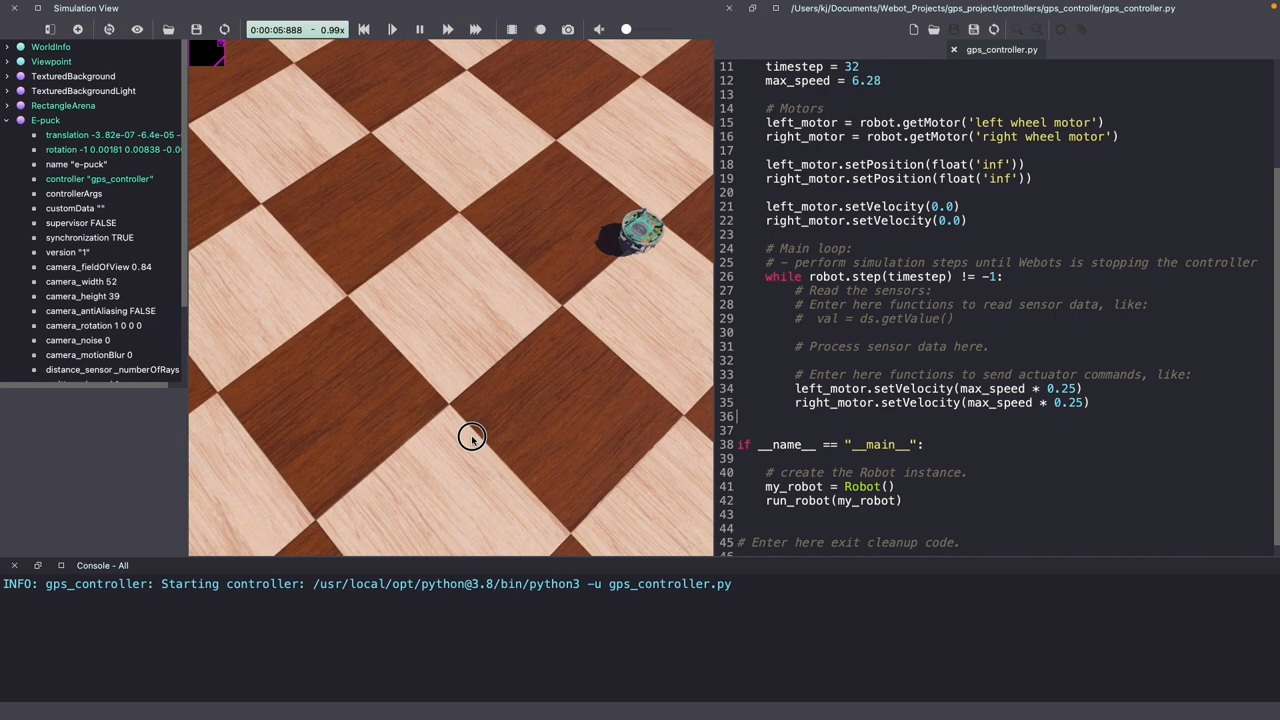 Simulation View
/Users/kj/Documents/Webot_Projects/gps_project/controllers/gps_controller/gps_controller.py
0:00:05:888 - 0.99x
gps_controller.py
WorldInfo
Viewpoint
TexturedBackground
TexturedBackgroundLight
RectangleArena
E-puck
translation -3.82e-07 -6.4e-05 -
rotation -1 0.00181 0.00838 -0.0
name "e-puck"
controller "gps_controller"
controllerArgs
customData ""
supervisor FALSE
synchronization TRUE
version "1"
camera_fieldOfView 0.84
camera_width 52
camera_height 39
camera_antiAliasing FALSE
camera_rotation 1 0 0 0
camera_noise 0
camera_motionBlur 0
distance_sensor_numberOfRays
11 timestep = 32
12 max_speed = 6.28
13
14 # Motors
15 left_motor = robot.getMotor('left wheel motor')
16 right_motor = robot.getMotor('right wheel motor')
17
18 left_motor.setPosition(float('inf'))
19 right_motor.setPosition(float('inf'))
20
21 left_motor.setVelocity(0.0)
22 right_motor.setVelocity(0.0)
23
24 # Main loop:
25 # - perform simulation steps until Webots is stopping the controller
26 while robot.step(timestep) != -1:
27 # Read the sensors:
28 # Enter here functions to read sensor data, like:
29 #  val = ds.getValue()
30
31 # Process sensor data here.
32
33 # Enter here functions to send actuator commands, like:
34 left_motor.setVelocity(max_speed * 0.25)
35 right_motor.setVelocity(max_speed * 0.25)
36
37
38 if __name__ == "__main__":
39
40 # create the Robot instance.
41 my_robot = Robot()
42 run_robot(my_robot)
43
44
45 # Enter here exit cleanup code.
Console - All
INFO: gps_controller: Starting controller: /usr/local/opt/python@3.8/bin/python3 -u gps_controller.py